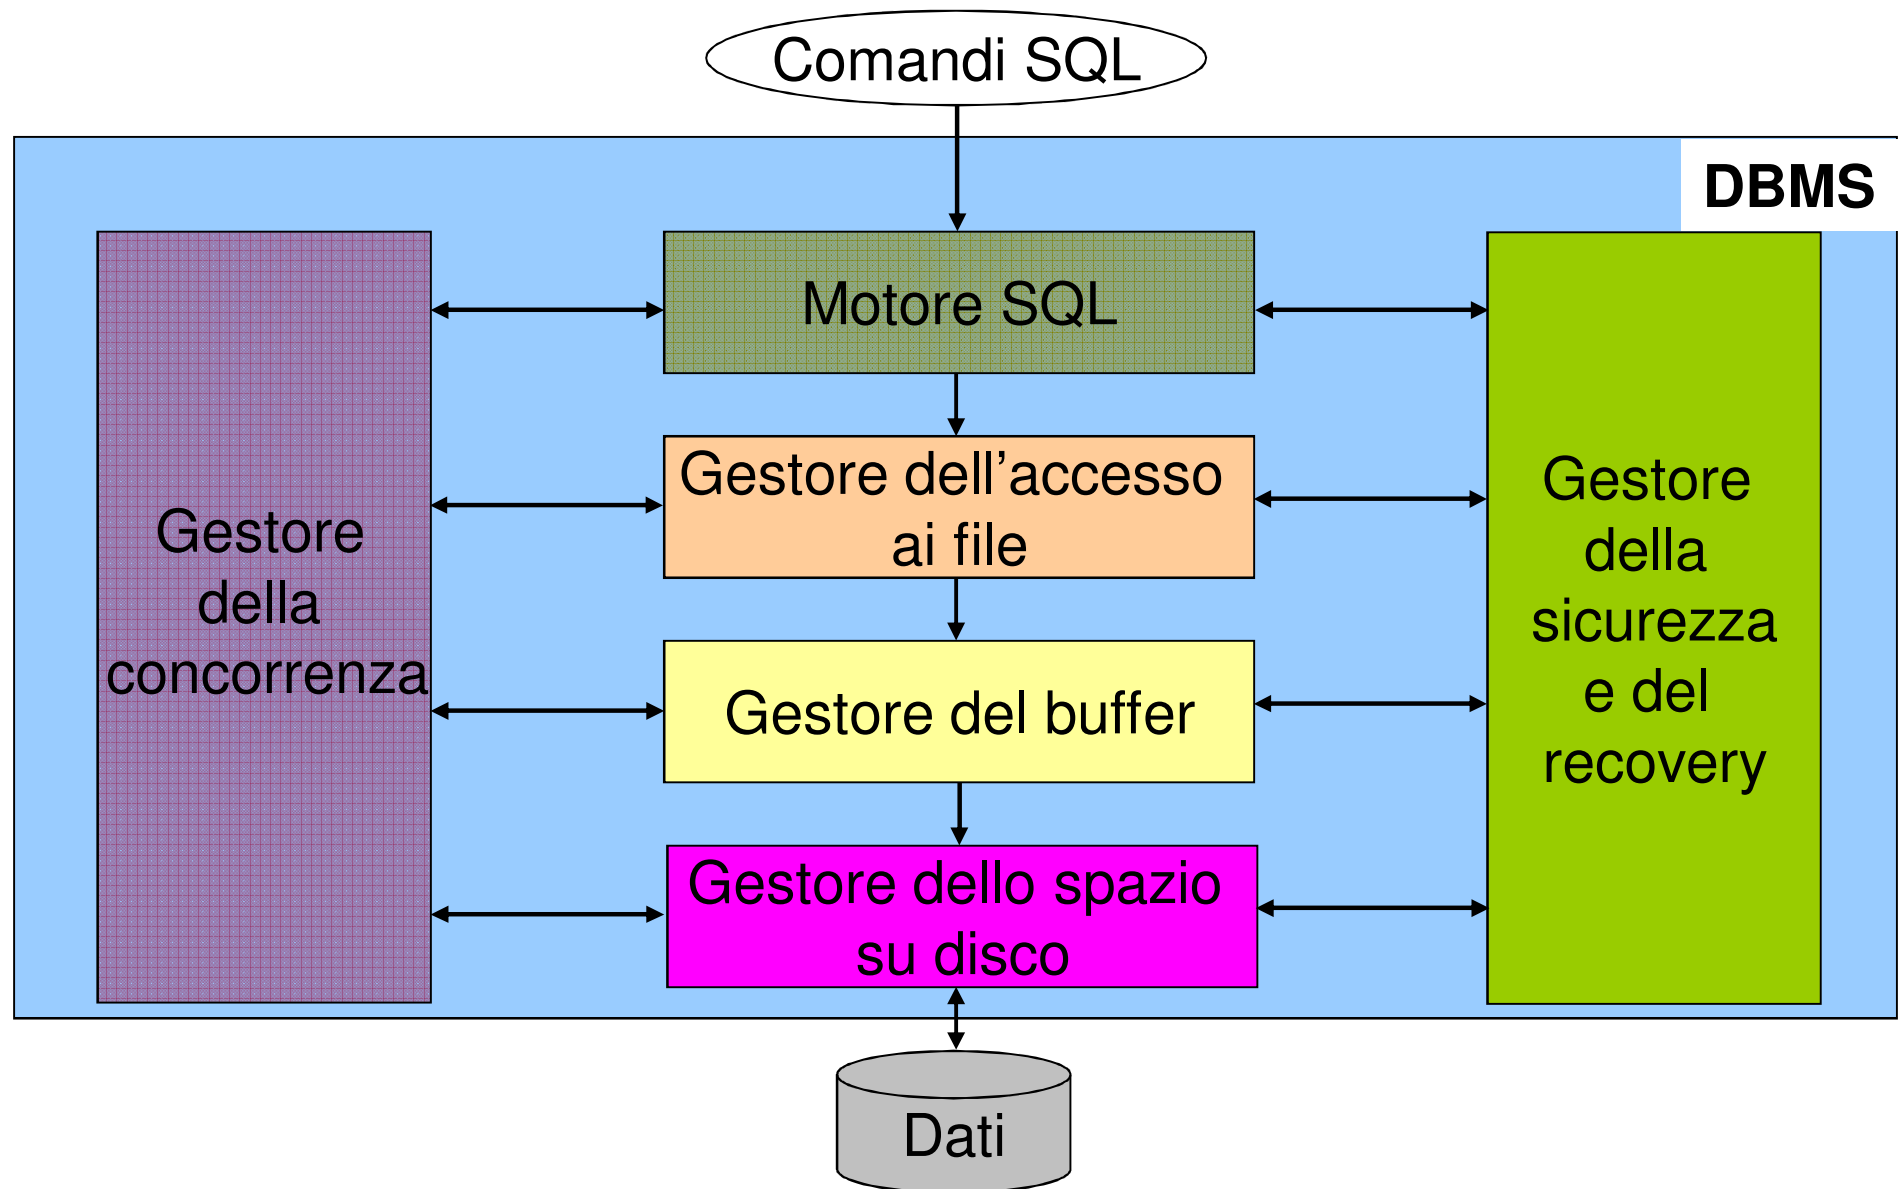 Comandi SQL
DBMS
Motore SQL
Gestore dell’accesso
ai file
Gestore
della
concorrenza
Gestore
della
sicurezza
e del
recovery
Gestore del buffer
Gestore dello spazio
su disco
Dati